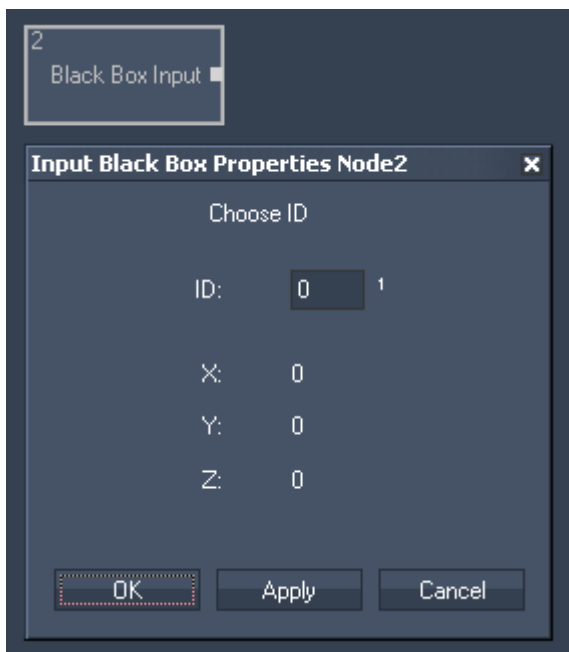 2
Black Box Input
Input Black Box Properties Node2
Choose ID
ID: 0 1
X: 0
Y: 0
Z: 0
OK Apply Cancel